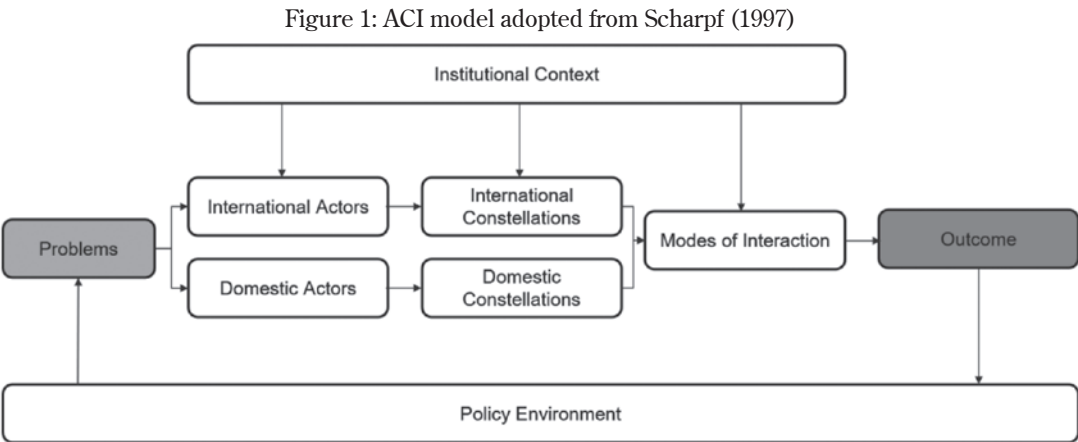 Figure 1: ACI model adopted from Scharpf (1997)
Institutional Context
International Actors
International
Constellations
Problems
Modes of Interaction
Outcome
Domestic Actors
Domestic
Constellations
Policy Environment